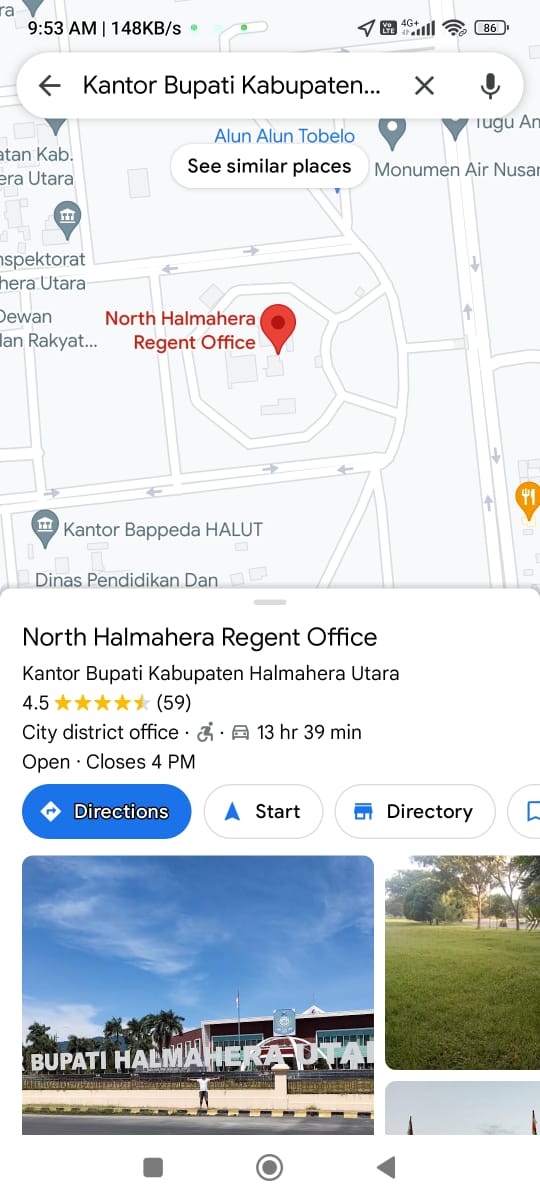 ra
9:53 AM | 148KB/s
Vo LTE
4G+
86
Kantor Bupati Kabupaten...
Tugu An
Alun Alun Tobelo
See similar places
Monumen Air Nusar
atan Kab.
era Utara
nspektorat
hera Utara
Dewan
lan Rakyat...
North Halmahera
Regent Office
Kantor Bappeda HALUT
Dinas Pendidikan Dan
North Halmahera Regent Office
Kantor Bupati Kabupaten Halmahera Utara
4.5 (59)
City district office · 13 hr 39 min
Open · Closes 4 PM
Directions
Start
Directory
BUPATI HALMAHERA UTA